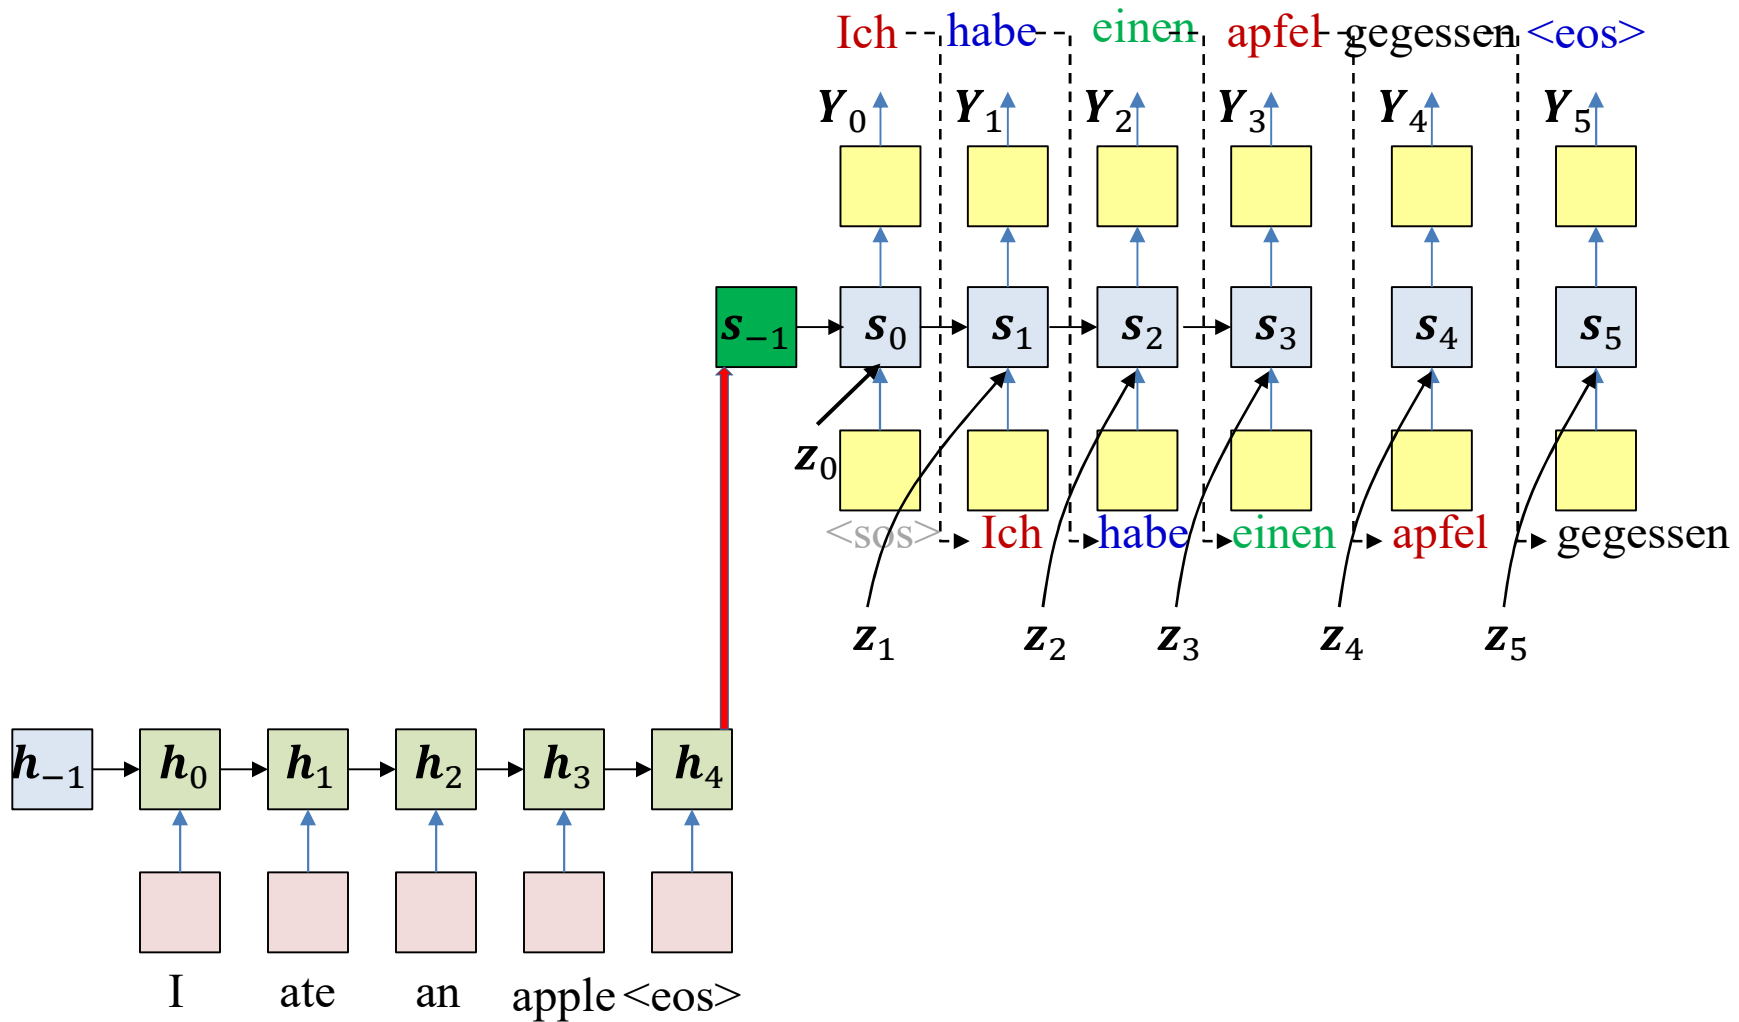 Ich habe einen apfel gegessen <eos>
Y0 Y1 Y2 Y3 Y4 Y5
s−1 s0 s1 s2 s3 s4 s5
z0
<sos> Ich habe einen apfel gegessen
z1 z2 z3 z4 z5
h−1 h0 h1 h2 h3 h4
I ate an apple <eos>